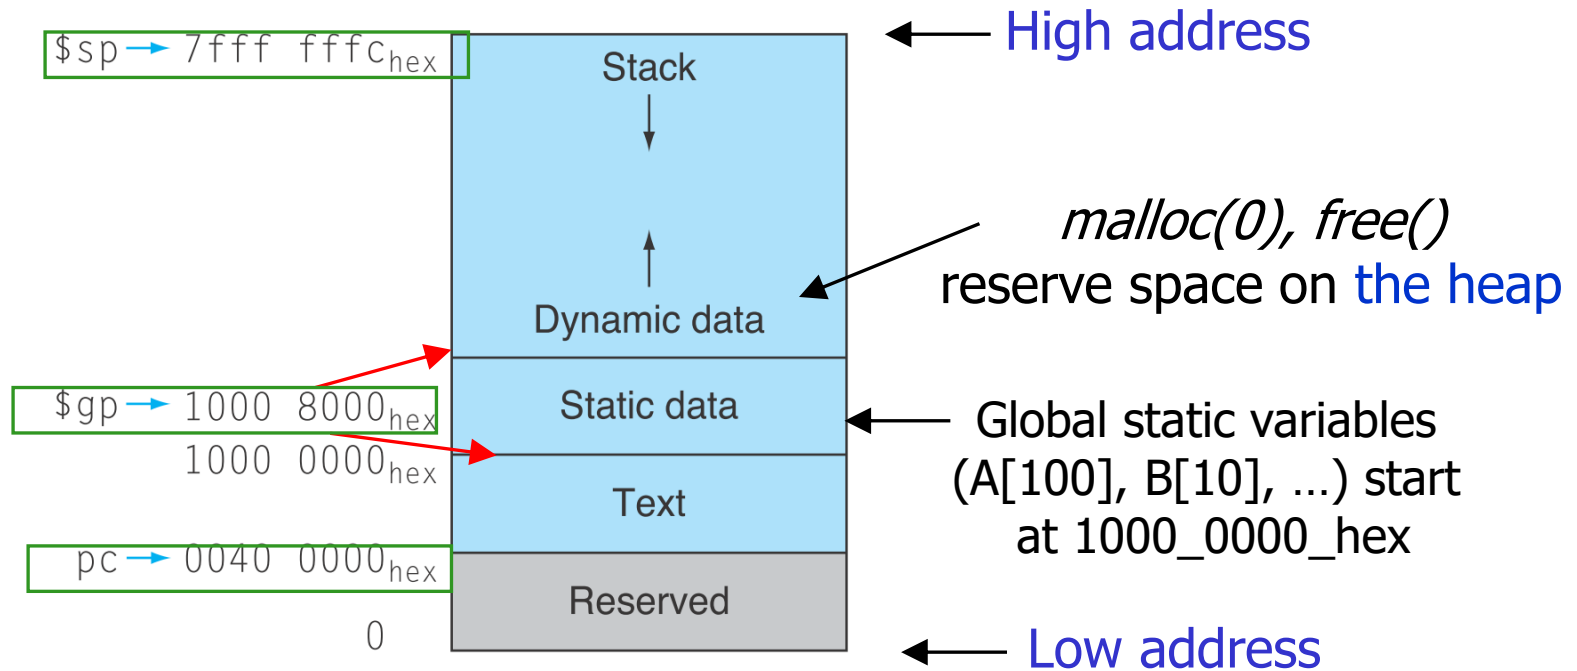 $sp → 7fff fffc hex
Stack
High address
malloc(0), free()
reserve space on the heap
Dynamic data
$gp → 1000 8000 hex
Static data
Global static variables
(A[100], B[10], ...) start
at 1000_0000_hex
1000 0000 hex
Text
pc → 0040 0000 hex
Reserved
0
Low address